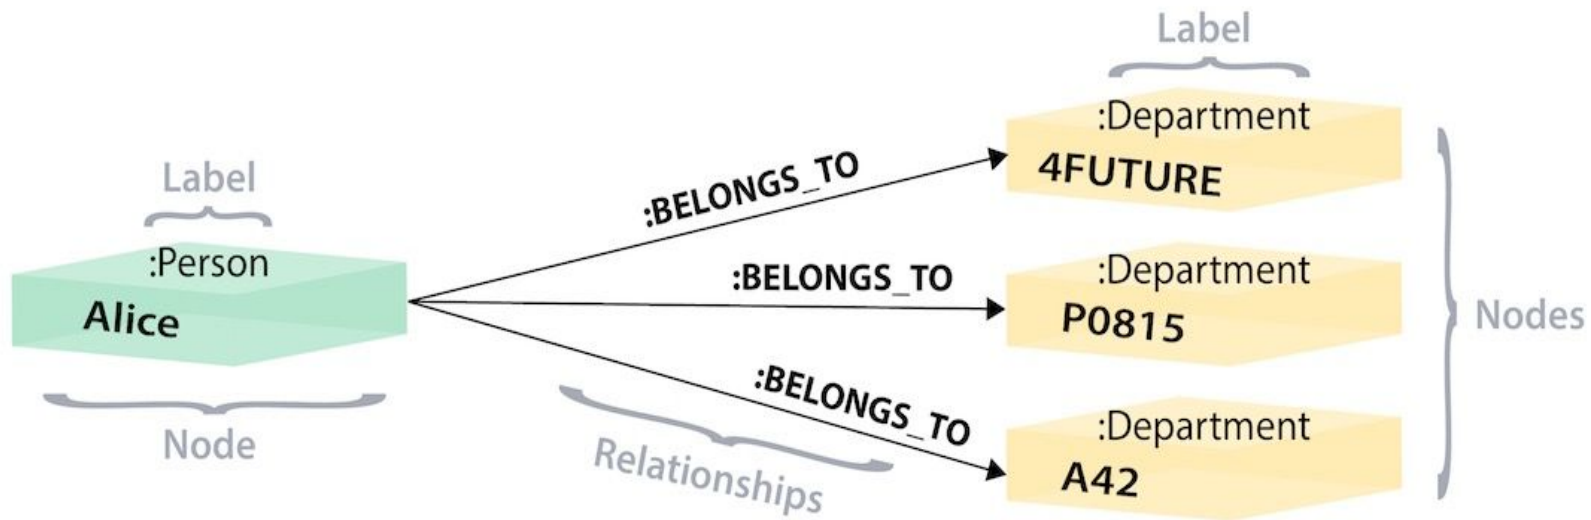 Label
:Person
Alice
Node
:BELONGS_TO
:BELONGS_TO
:BELONGS_TO
Relationships
Label
:Department
4FUTURE
:Department
P0815
:Department
A42
Nodes